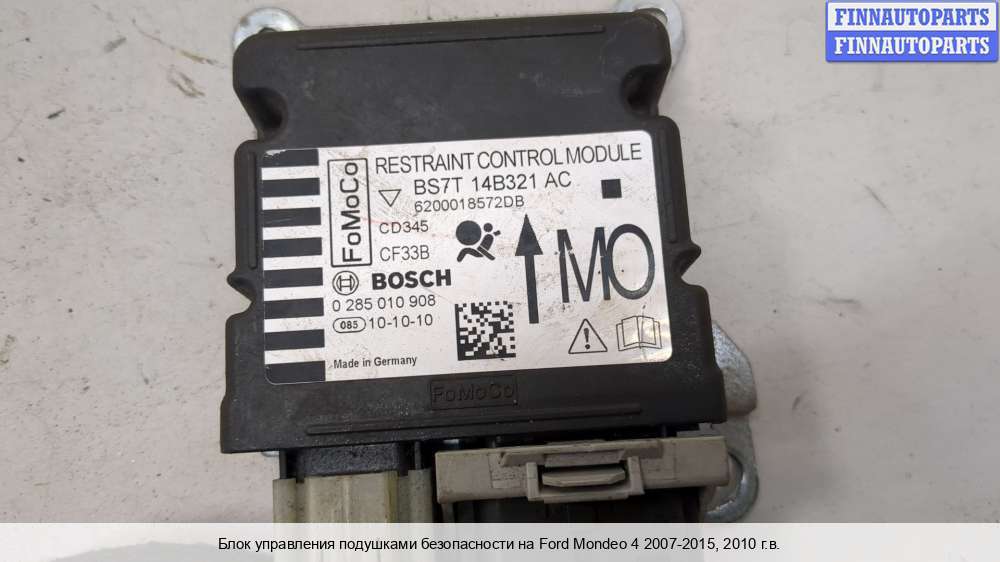 FINNAUTOPARTS
FINNAUTOPARTS
RESTRAINT CONTROL MODULE
FoMoCo
BS7T 14B321 AC
6200018572DB
CD345
CF33B
MO
BOSCH
0 285 010 908
085 10-10-10
Made in Germany
FoMoCo
Блок управления подушками безопасности на Ford Mondeo 4 2007-2015, 2010 г.в.